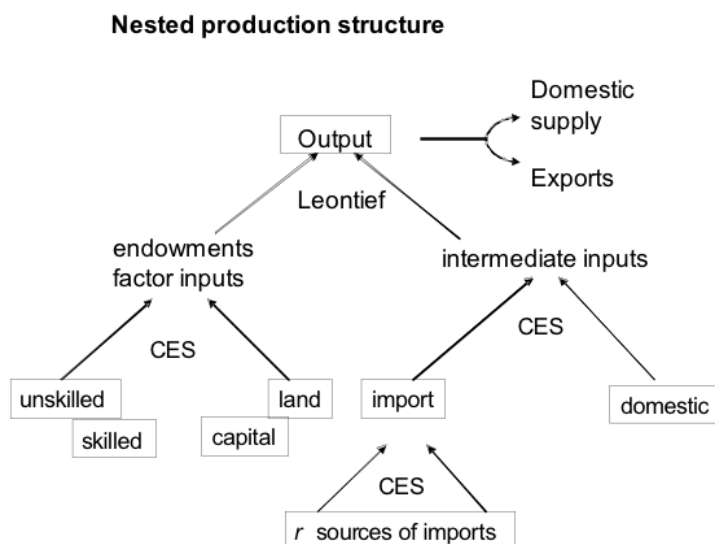 Nested production structure
Domestic
supply
Output
Exports
Leontief
endowments
factor inputs
intermediate inputs
CES
CES
unskilled
land
import
domestic
skilled
capital
CES
r sources of imports